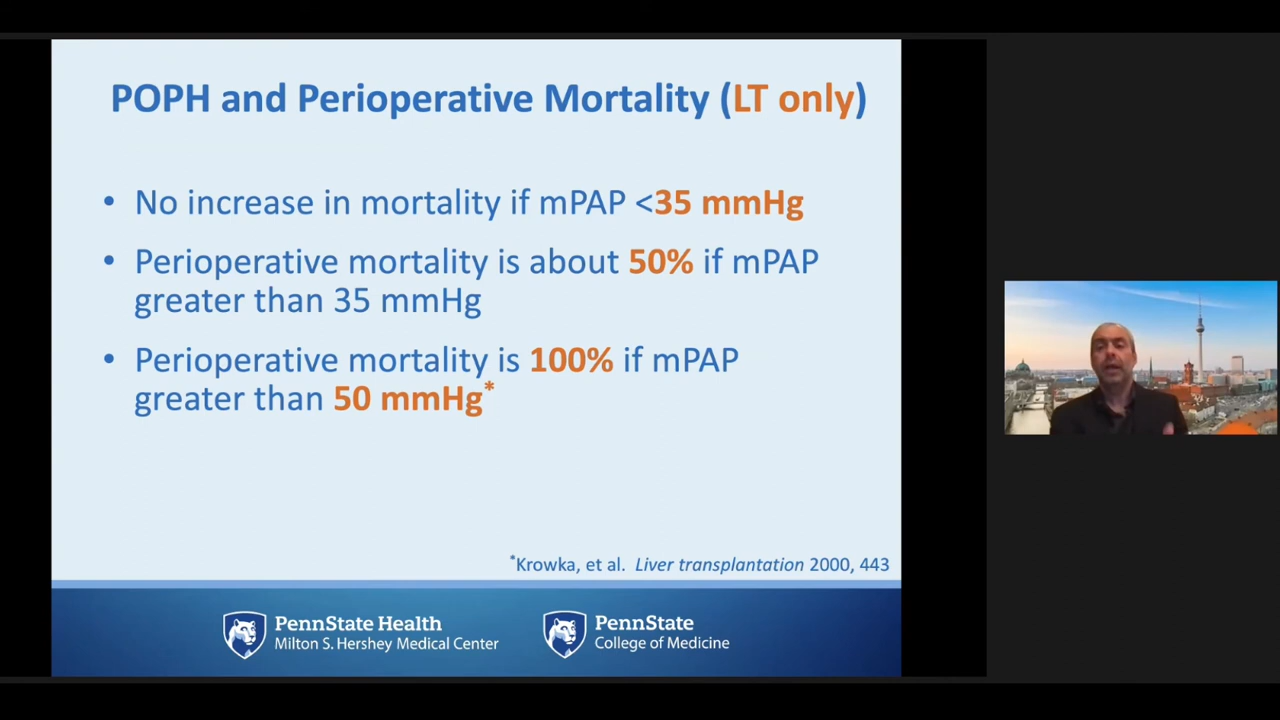 POPH and Perioperative Mortality (LT only)
• No increase in mortality if mPAP <35 mmHg
• Perioperative mortality is about 50% if mPAP
greater than 35 mmHg
• Perioperative mortality is 100% if mPAP
greater than 50 mmHg*
*Krowka, et al. Liver transplantation 2000, 443
PennState Health
Milton S. Hershey Medical Center
PennState
College of Medicine